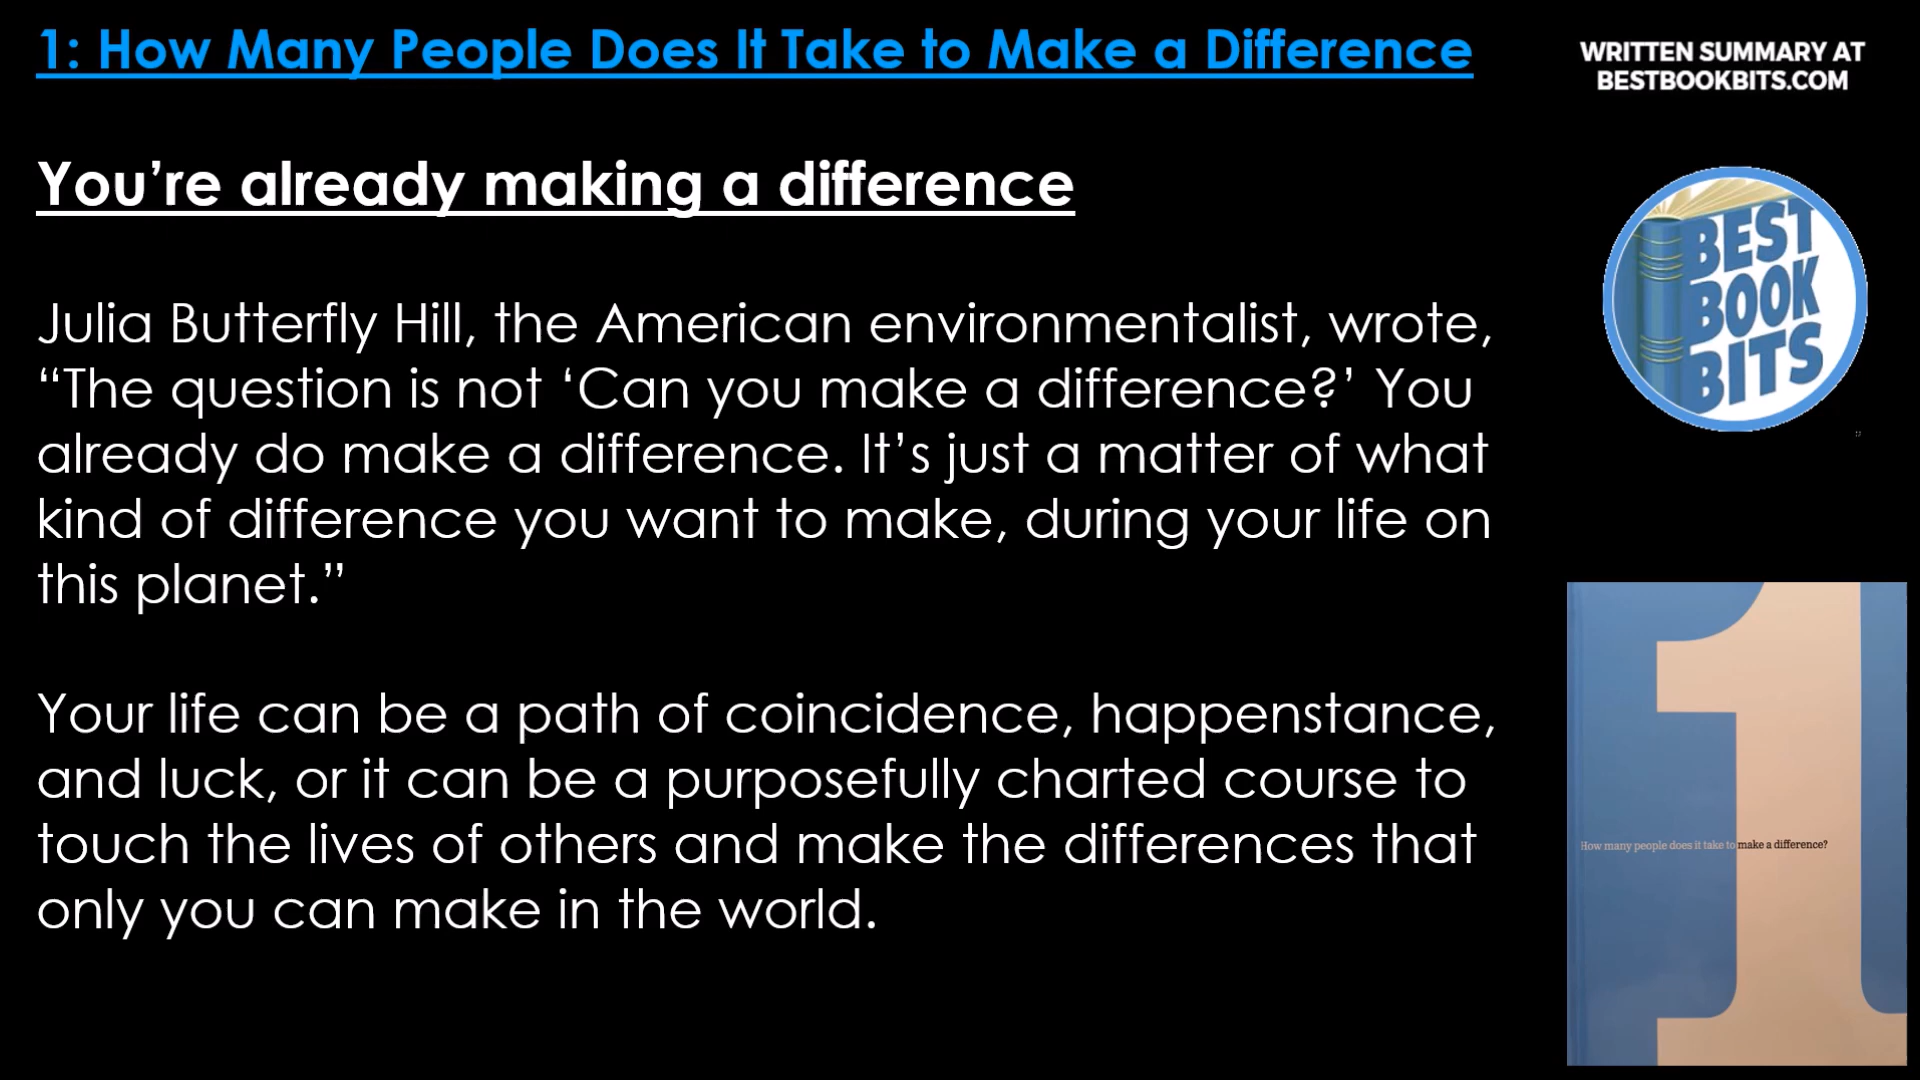 1: How Many People Does It Take to Make a Difference
WRITTEN SUMMARY AT
BESTBOOKBITS.COM
You’re already making a difference
Julia Butterfly Hill, the American environmentalist, wrote,
“The question is not ‘Can you make a difference?’ You
already do make a difference. It’s just a matter of what
kind of difference you want to make, during your life on
this planet.”
Your life can be a path of coincidence, happenstance,
and luck, or it can be a purposefully charted course to
touch the lives of others and make the differences that
only you can make in the world.
BEST
BOOK
BITS
1
How many people does it take to make a difference?